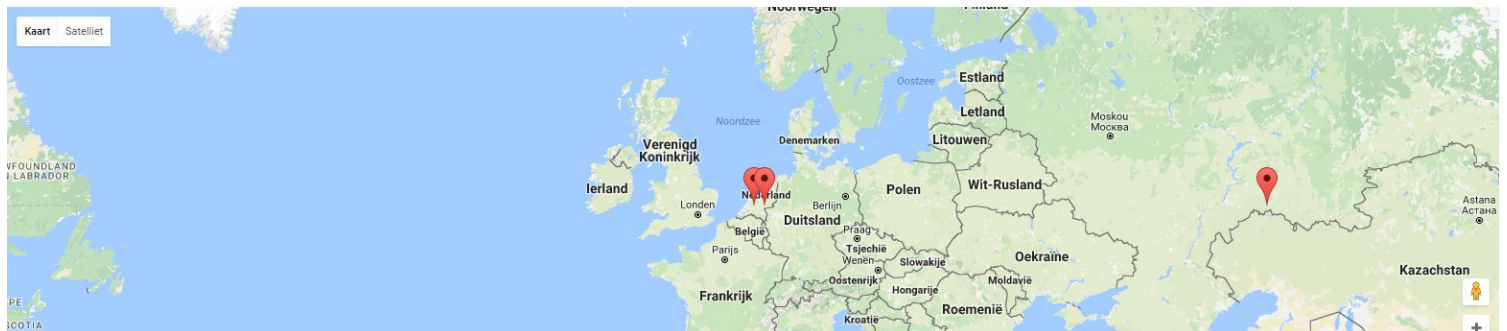 Noorwegen
Finland
Kaart
Satelliet
Oostzee
Estland
Letland
Moskou
Москва
Noordzee
Denemarken
Litouwen
Verenigd
Koninkrijk
WFOUNDLAND
N LABRADOR
Ierland
Nederland
Polen
Wit-Rusland
Londen
Berlijn
Duitsland
Astana
Астана
België
Praag
Parijs
Tsjechië
Wenen
Slowakije
Oekraïne
Oostenrijk
Moldavië
Kazachstan
Hongarije
Frankrijk
Roemenië
Kroatië
PE
SCOTIA
+